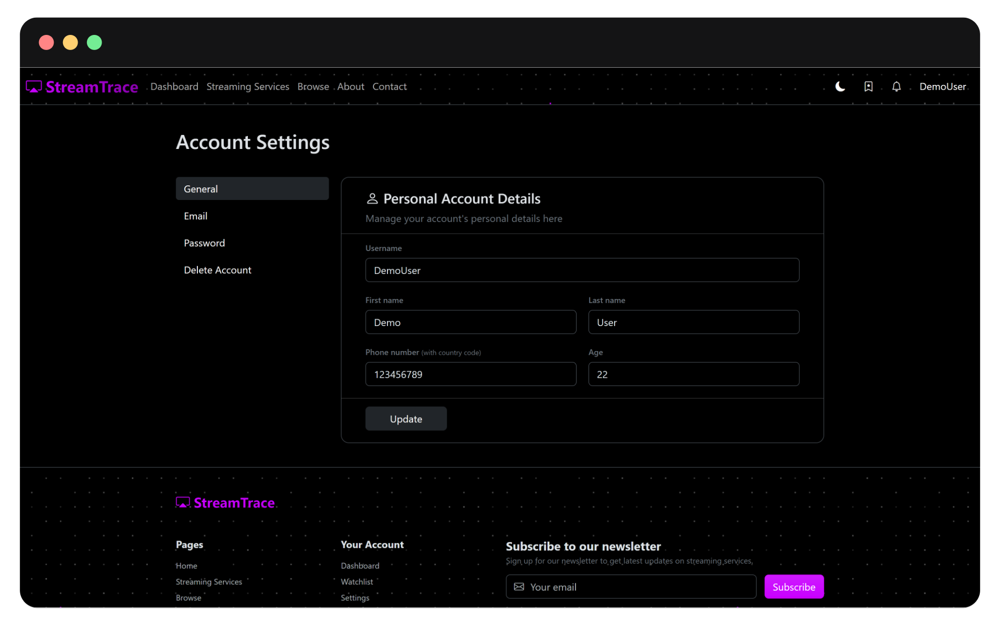 StreamTrace Dashboard Streaming Services Browse About Contact DemoUser
Account Settings
General
Email
Password
Delete Account
Personal Account Details
Manage your account's personal details here
Username
DemoUser
First name Last name
Demo User
Phone number (with country code) Age
123456789 22
Update
StreamTrace
Pages
Home
Streaming Services
Browse
Your Account
Dashboard
Watchlist
Settings
Subscribe to our newsletter
Sign up for our newsletter to get latest updates on streaming services,
Your email Subscribe